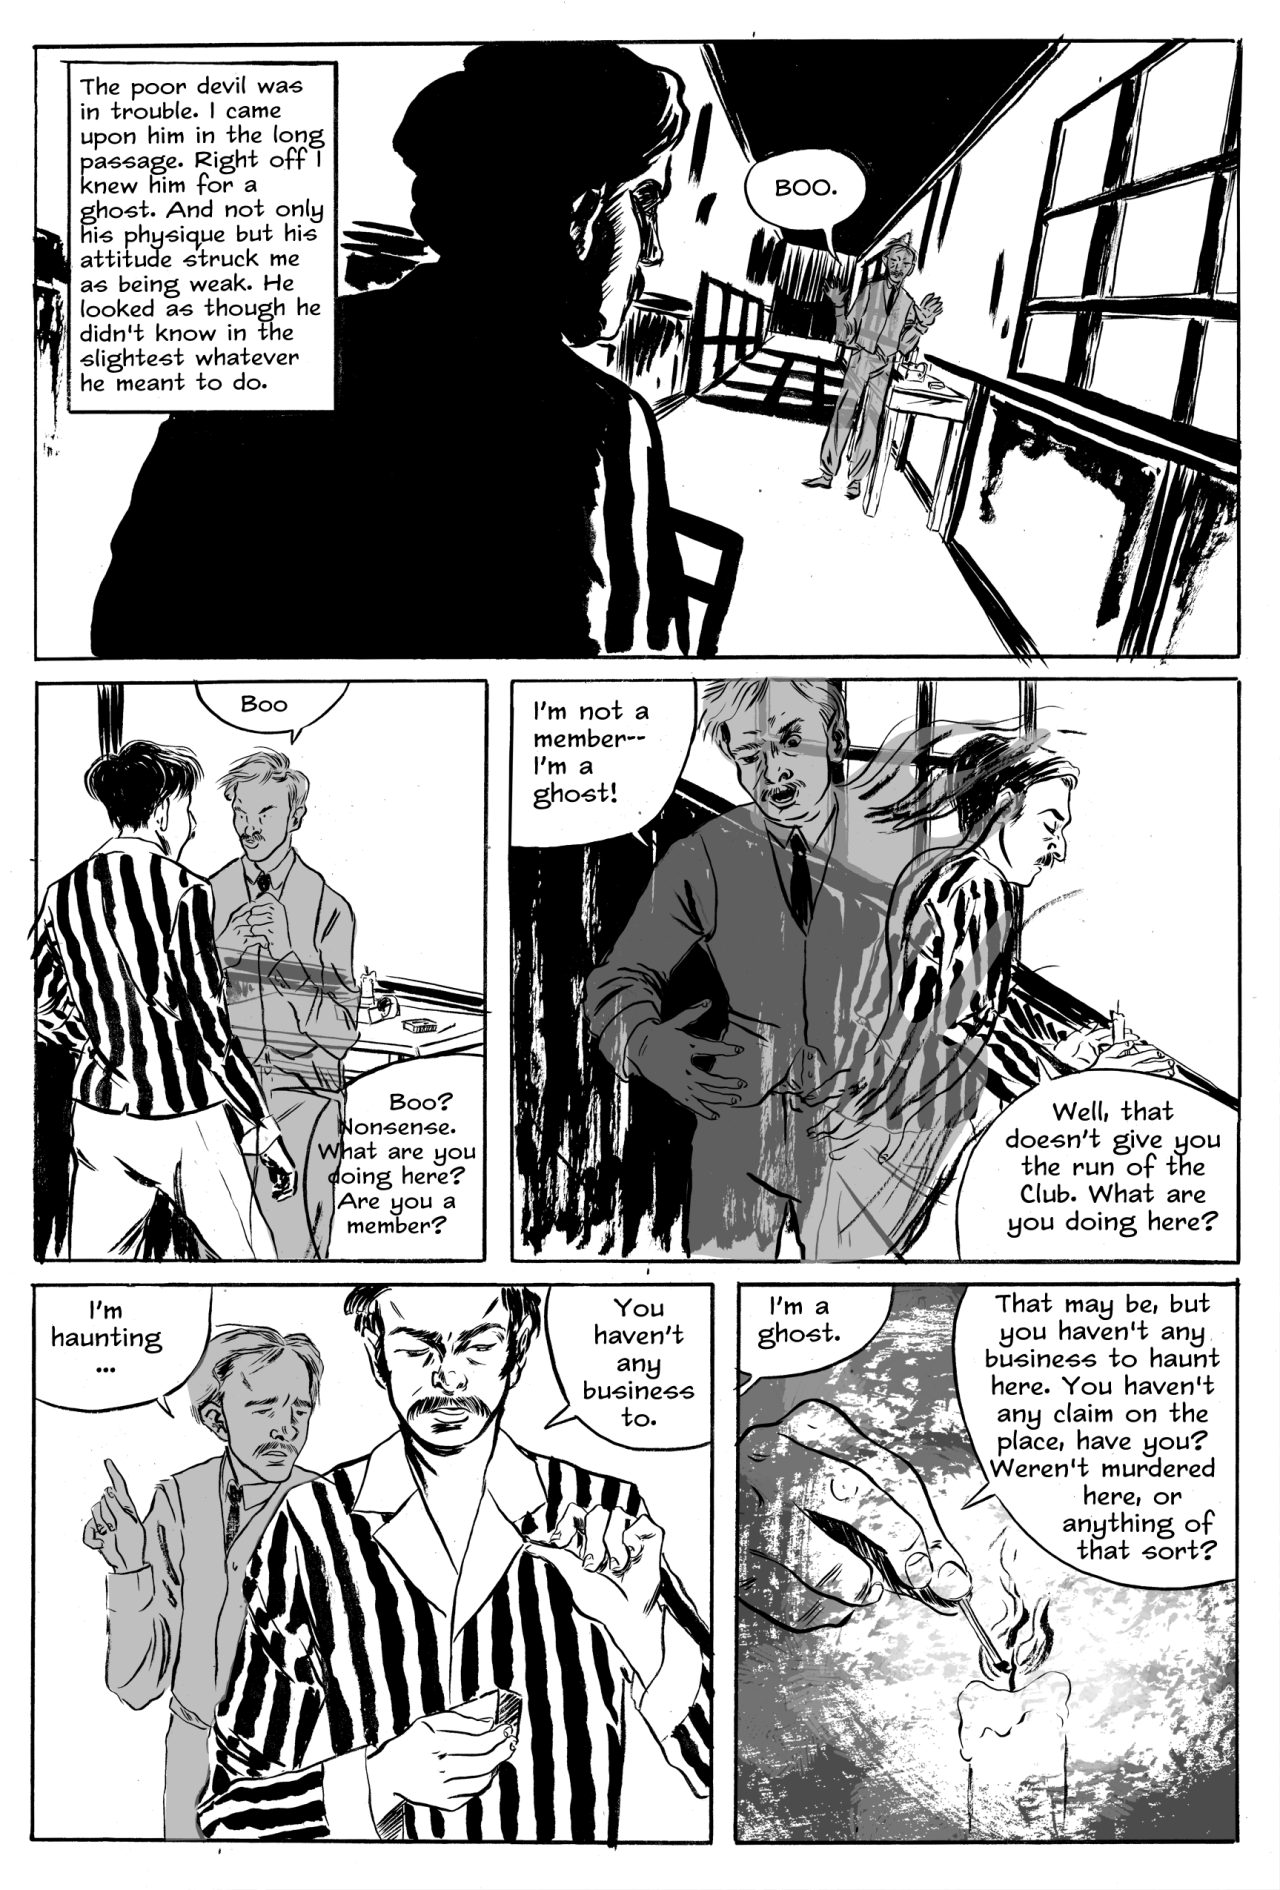 The poor devil was
in trouble. I came
upon him in the long
passage. Right off I
knew him for a
ghost. And not only
his physique but his
attitude struck me
as being weak. He
looked as though he
didn't know in the
slightest whatever
he meant to do.
BOO.
Boo
Boo?
Nonsense.
What are you
doing here?
Are you a
member?
I'm not a
member--
I'm a
ghost!
Well, that
doesn't give you
the run of the
Club. What are
you doing here?
I'm
haunting
...
You
haven't
any
business
to.
I'm a
ghost.
That may be, but
you haven't any
business to haunt
here. You haven't
any claim on the
place, have you?
Weren't murdered
here, or
anything of
that sort?